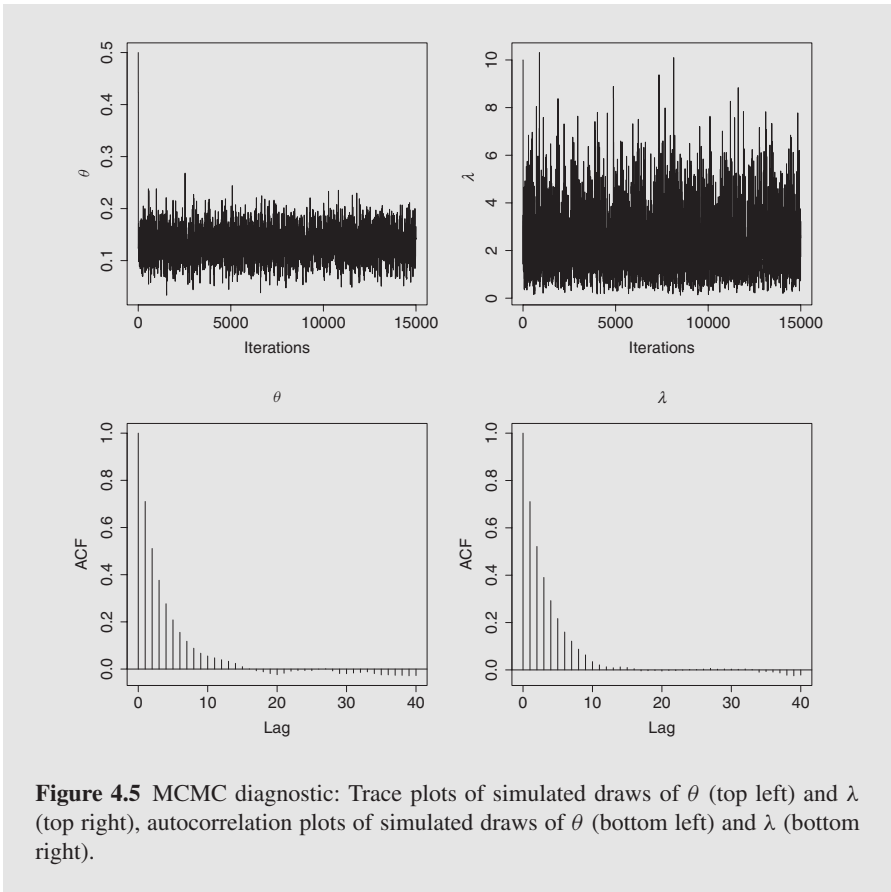 0.5
0.4
0.3
0.2
0.1
θ
0 5000 10000 15000
Iterations
10
8
6
4
2
0
λ
0 5000 10000 15000
Iterations
θ
1.0
0.8
0.6
0.4
0.2
0.0
ACF
0 10 20 30 40
Lag
λ
1.0
0.8
0.6
0.4
0.2
0.0
ACF
0 10 20 30 40
Lag
Figure 4.5 MCMC diagnostic: Trace plots of simulated draws of θ (top left) and λ
(top right), autocorrelation plots of simulated draws of θ (bottom left) and λ (bottom
right).